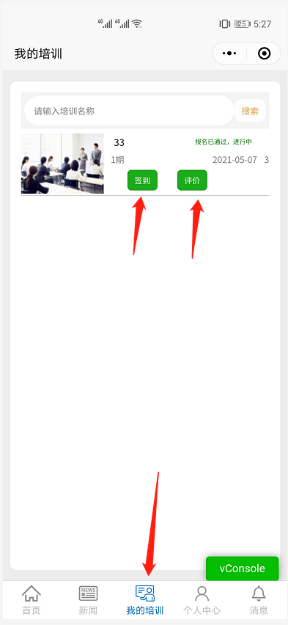 5:27
我的培训
请输入培训名称
搜索
33
报名已通过，进行中
1期
2021-05-07 3
签到
评价
vConsole
NEWS
首页
新闻
我的培训
个人中心
消息